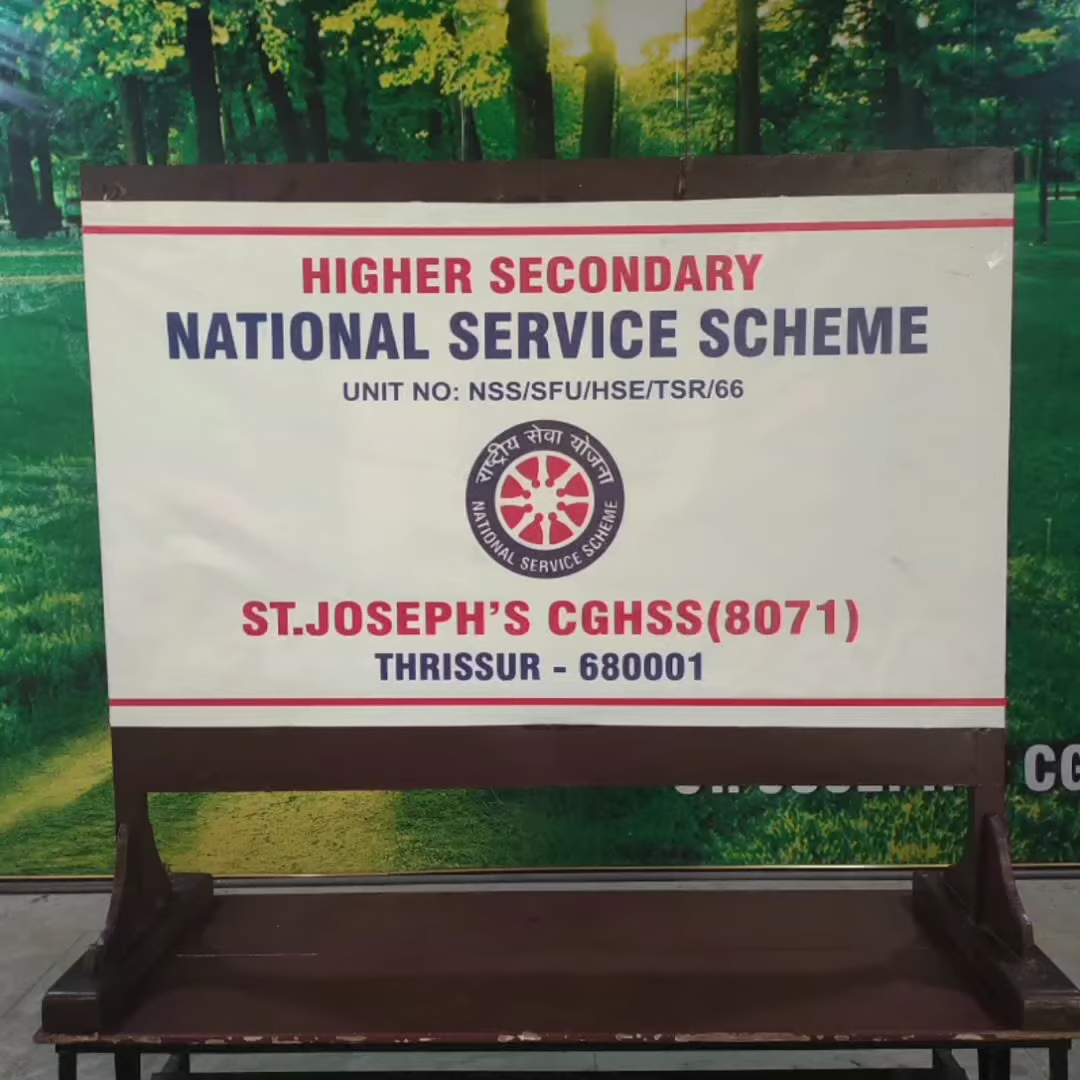 HIGHER SECONDARY
NATIONAL SERVICE SCHEME
UNIT NO: NSS/SFU/HSE/TSR/66
राष्ट्रीय सेवा योजना
NATIONAL SERVICE SCHEME
ST.JOSEPH'S CGHSS(8071)
THRISSUR - 680001
CG